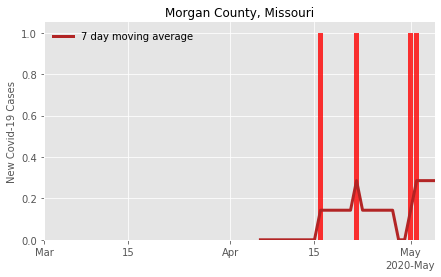 Morgan County, Missouri
7 day moving average
New Covid-19 Cases
1.0
0.8
0.6
0.4
0.2
0.0
Mar
15
Apr
15
May
2020-May